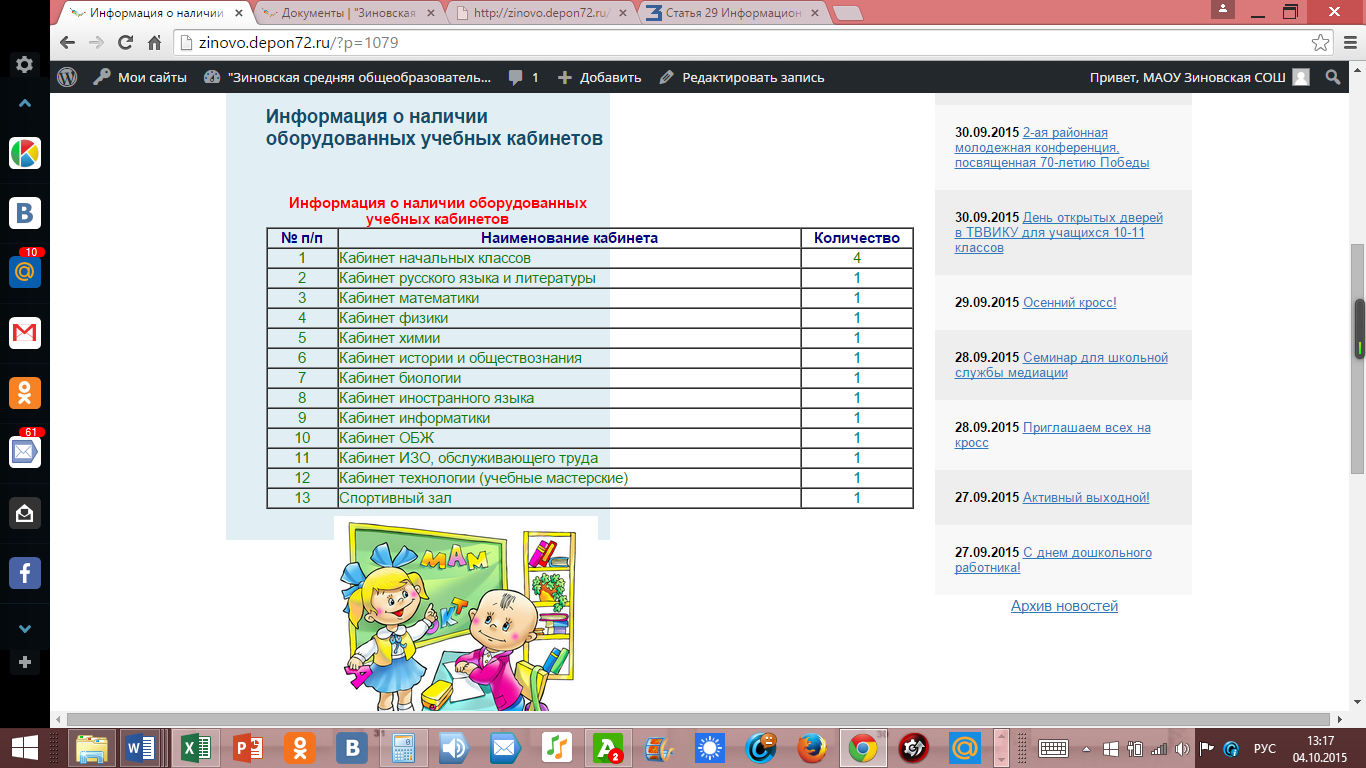 Информация о наличии
Документы | "Зиновская
http://zinovo.depon72.ru/
Статья 29 Информацион
zinovo.depon72.ru/?p=1079
Мои сайты
"Зиновская средняя общеобразователь...
1
Добавить
Редактировать запись
Привет, МАОУ Зиновская СОШ
Информация о наличии
оборудованных учебных кабинетов
Информация о наличии оборудованных
учебных кабинетов
№ п/п Наименование кабинета Количество
1 Кабинет начальных классов 4
2 Кабинет русского языка и литературы 1
3 Кабинет математики 1
4 Кабинет физики 1
5 Кабинет химии 1
6 Кабинет истории и обществознания 1
7 Кабинет биологии 1
8 Кабинет иностранного языка 1
9 Кабинет информатики 1
10 Кабинет ОБЖ 1
11 Кабинет ИЗО, обслуживающего труда 1
12 Кабинет технологии (учебные мастерские) 1
13 Спортивный зал 1
МАМ
30.09.2015 2-ая районная
молодежная конференция,
посвященная 70-летию Победы
30.09.2015 День открытых дверей
в ТВВИКУ для учащихся 10-11
классов
29.09.2015 Осенний кросс!
28.09.2015 Семинар для школьной
службы медиации
28.09.2015 Приглашаем всех на
кросс
27.09.2015 Активный выходной!
27.09.2015 С днем дошкольного
работника!
Архив новостей
10
61
31
2
30
РУС
13:17
04.10.2015